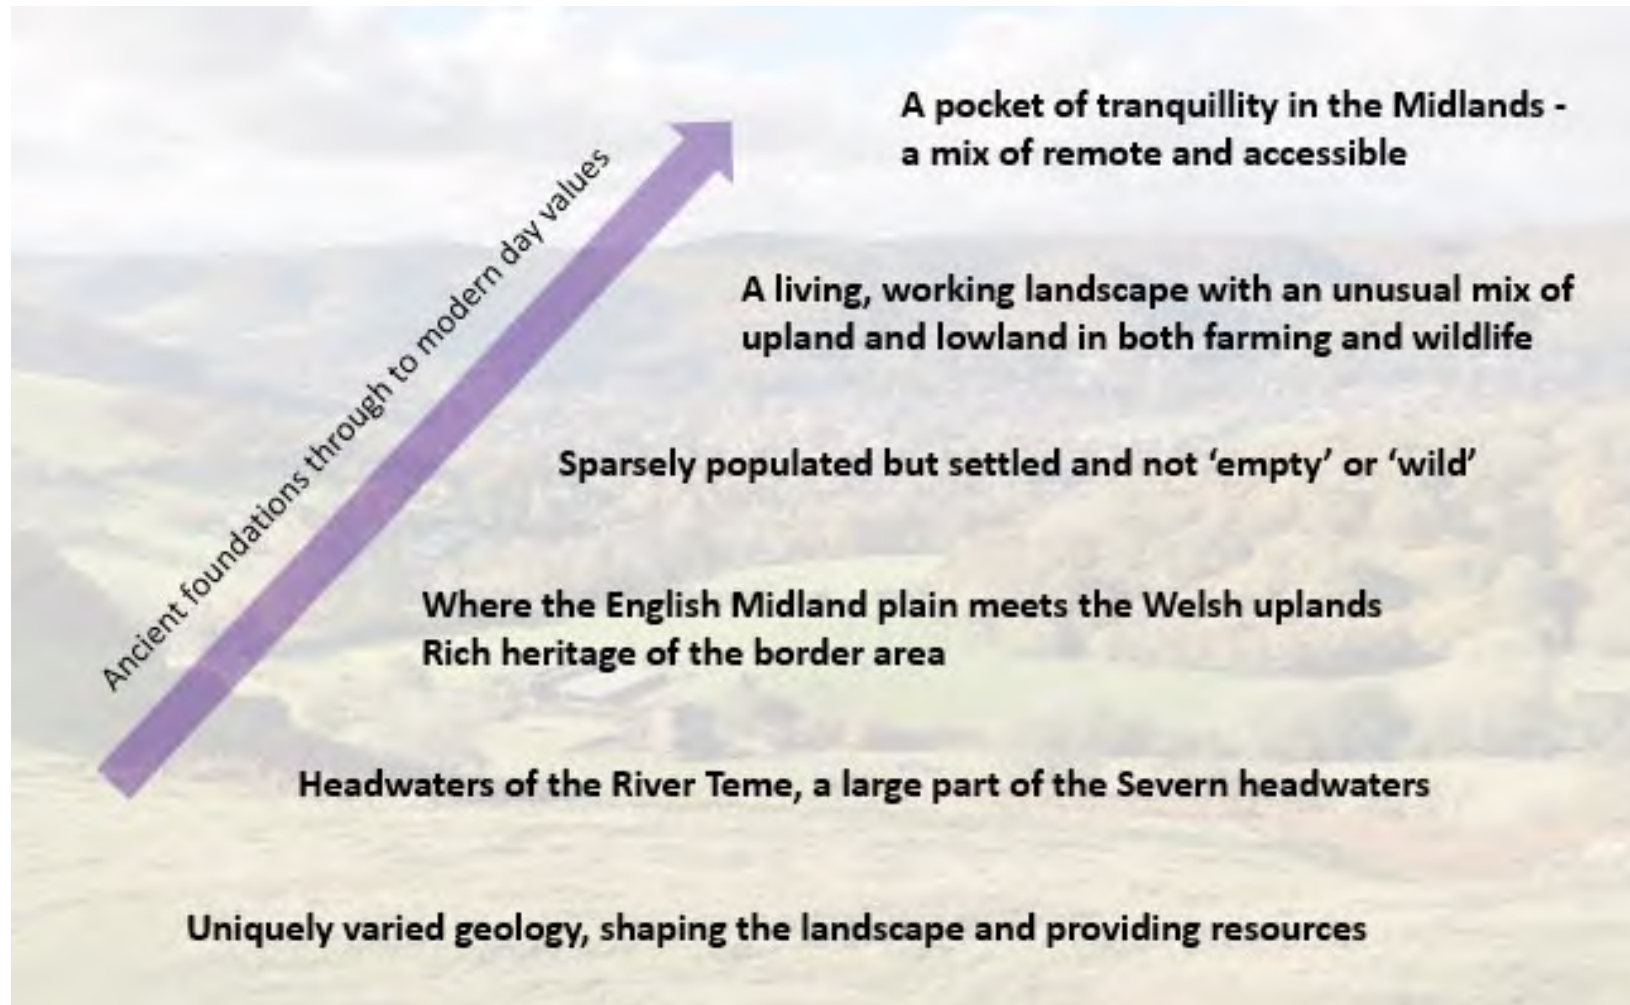 A pocket of tranquillity in the Midlands -
a mix of remote and accessible
Ancient foundations through to modern day values
A living, working landscape with an unusual mix of
upland and lowland in both farming and wildlife
Sparsely populated but settled and not ‘empty’ or ‘wild’
Where the English Midland plain meets the Welsh uplands
Rich heritage of the border area
Headwaters of the River Teme, a large part of the Severn headwaters
Uniquely varied geology, shaping the landscape and providing resources